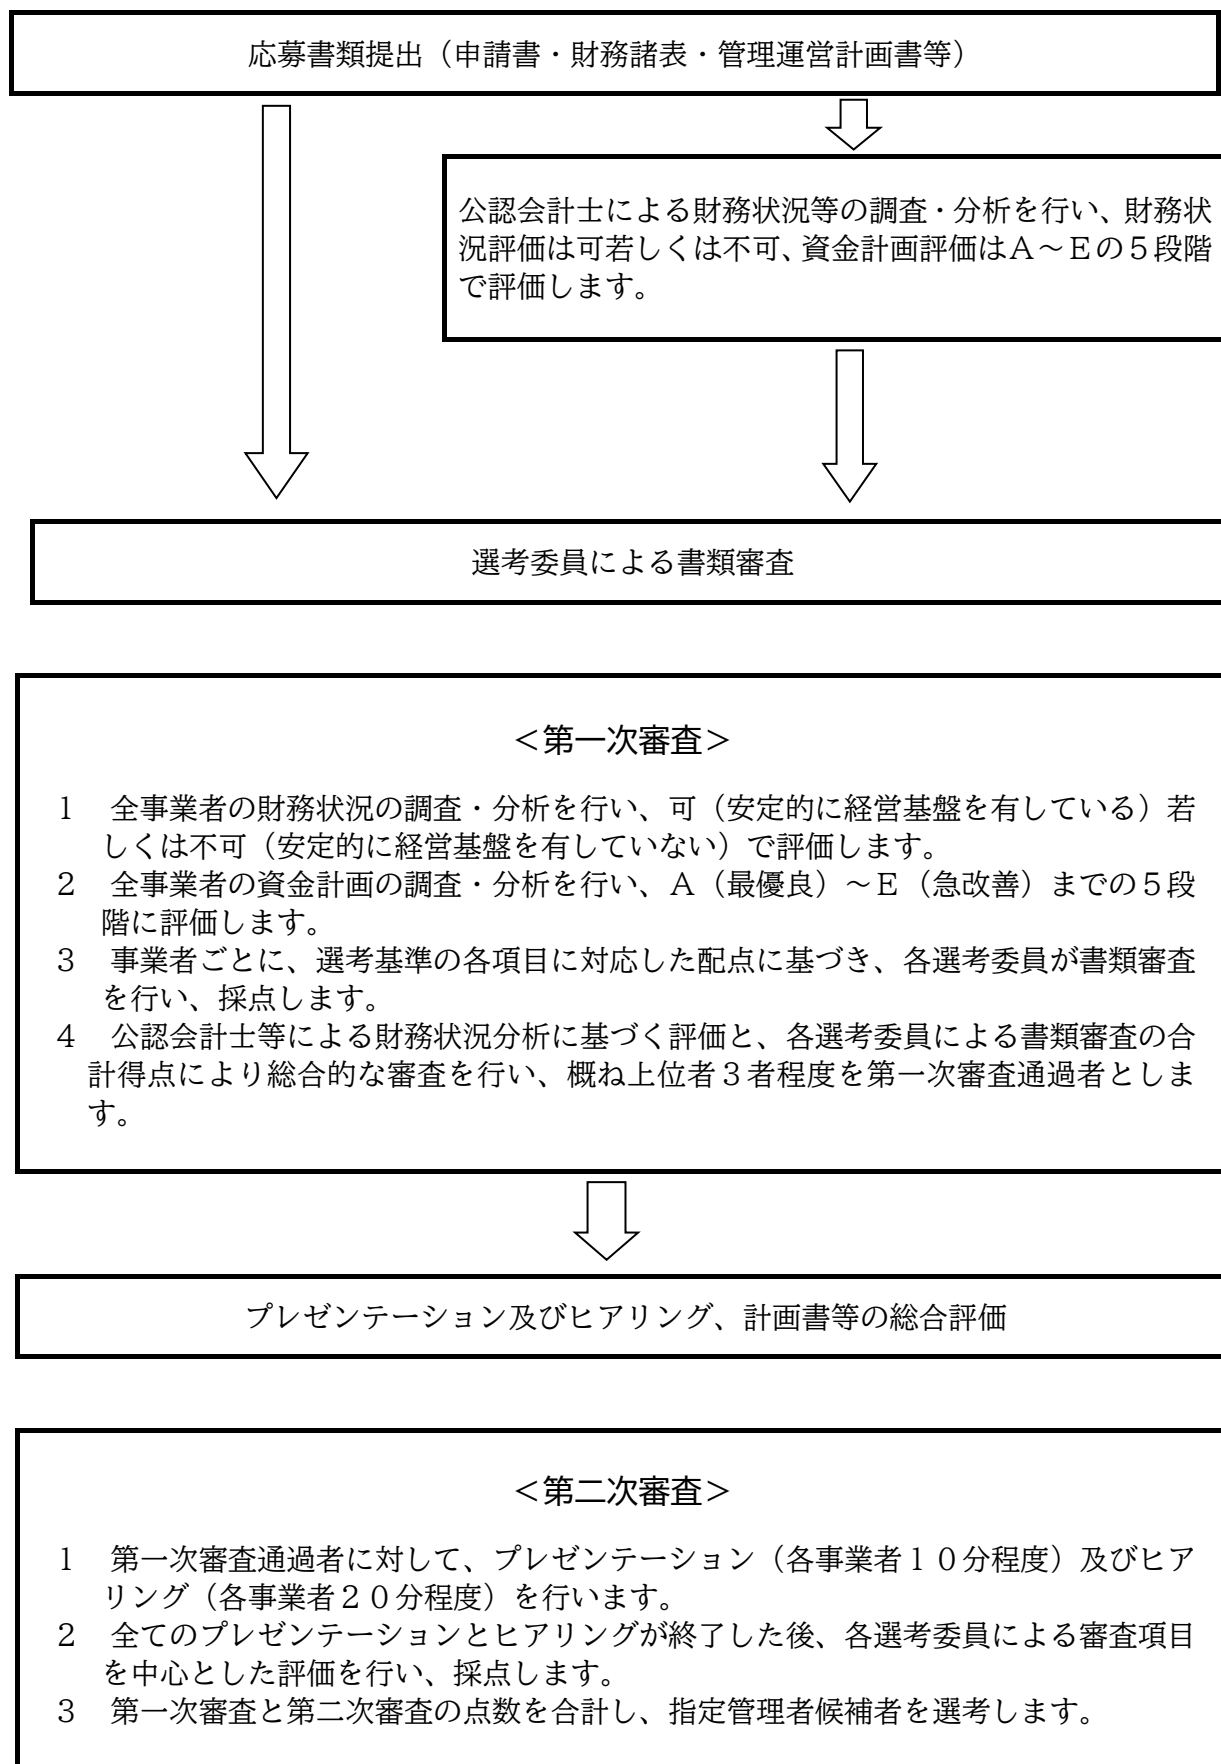 応募書類提出（申請書・財務諸表・管理運営計画書等）
公認会計士による財務状況等の調査・分析を行い、財務状
況評価は可若しくは不可、資金計画評価はＡ～Ｅの５段階
で評価します。
選考委員による書類審査
＜第一次審査＞
１　全事業者の財務状況の調査・分析を行い、可（安定的に経営基盤を有している）若
しくは不可（安定的に経営基盤を有していない）で評価します。
２　全事業者の資金計画の調査・分析を行い、Ａ（最優良）～Ｅ（急改善）までの５段
階に評価します。
３　事業者ごとに、選考基準の各項目に対応した配点に基づき、各選考委員が書類審査
を行い、採点します。
４　公認会計士等による財務状況分析に基づく評価と、各選考委員による書類審査の合
計得点により総合的な審査を行い、概ね上位者３者程度を第一次審査通過者としま
す。
プレゼンテーション及びヒアリング、計画書等の総合評価
＜第二次審査＞
１　第一次審査通過者に対して、プレゼンテーション（各事業者１０分程度）及びヒア
リング（各事業者２０分程度）を行います。
２　全てのプレゼンテーションとヒアリングが終了した後、各選考委員による審査項目
を中心とした評価を行い、採点します。
３　第一次審査と第二次審査の点数を合計し、指定管理者候補者を選考します。